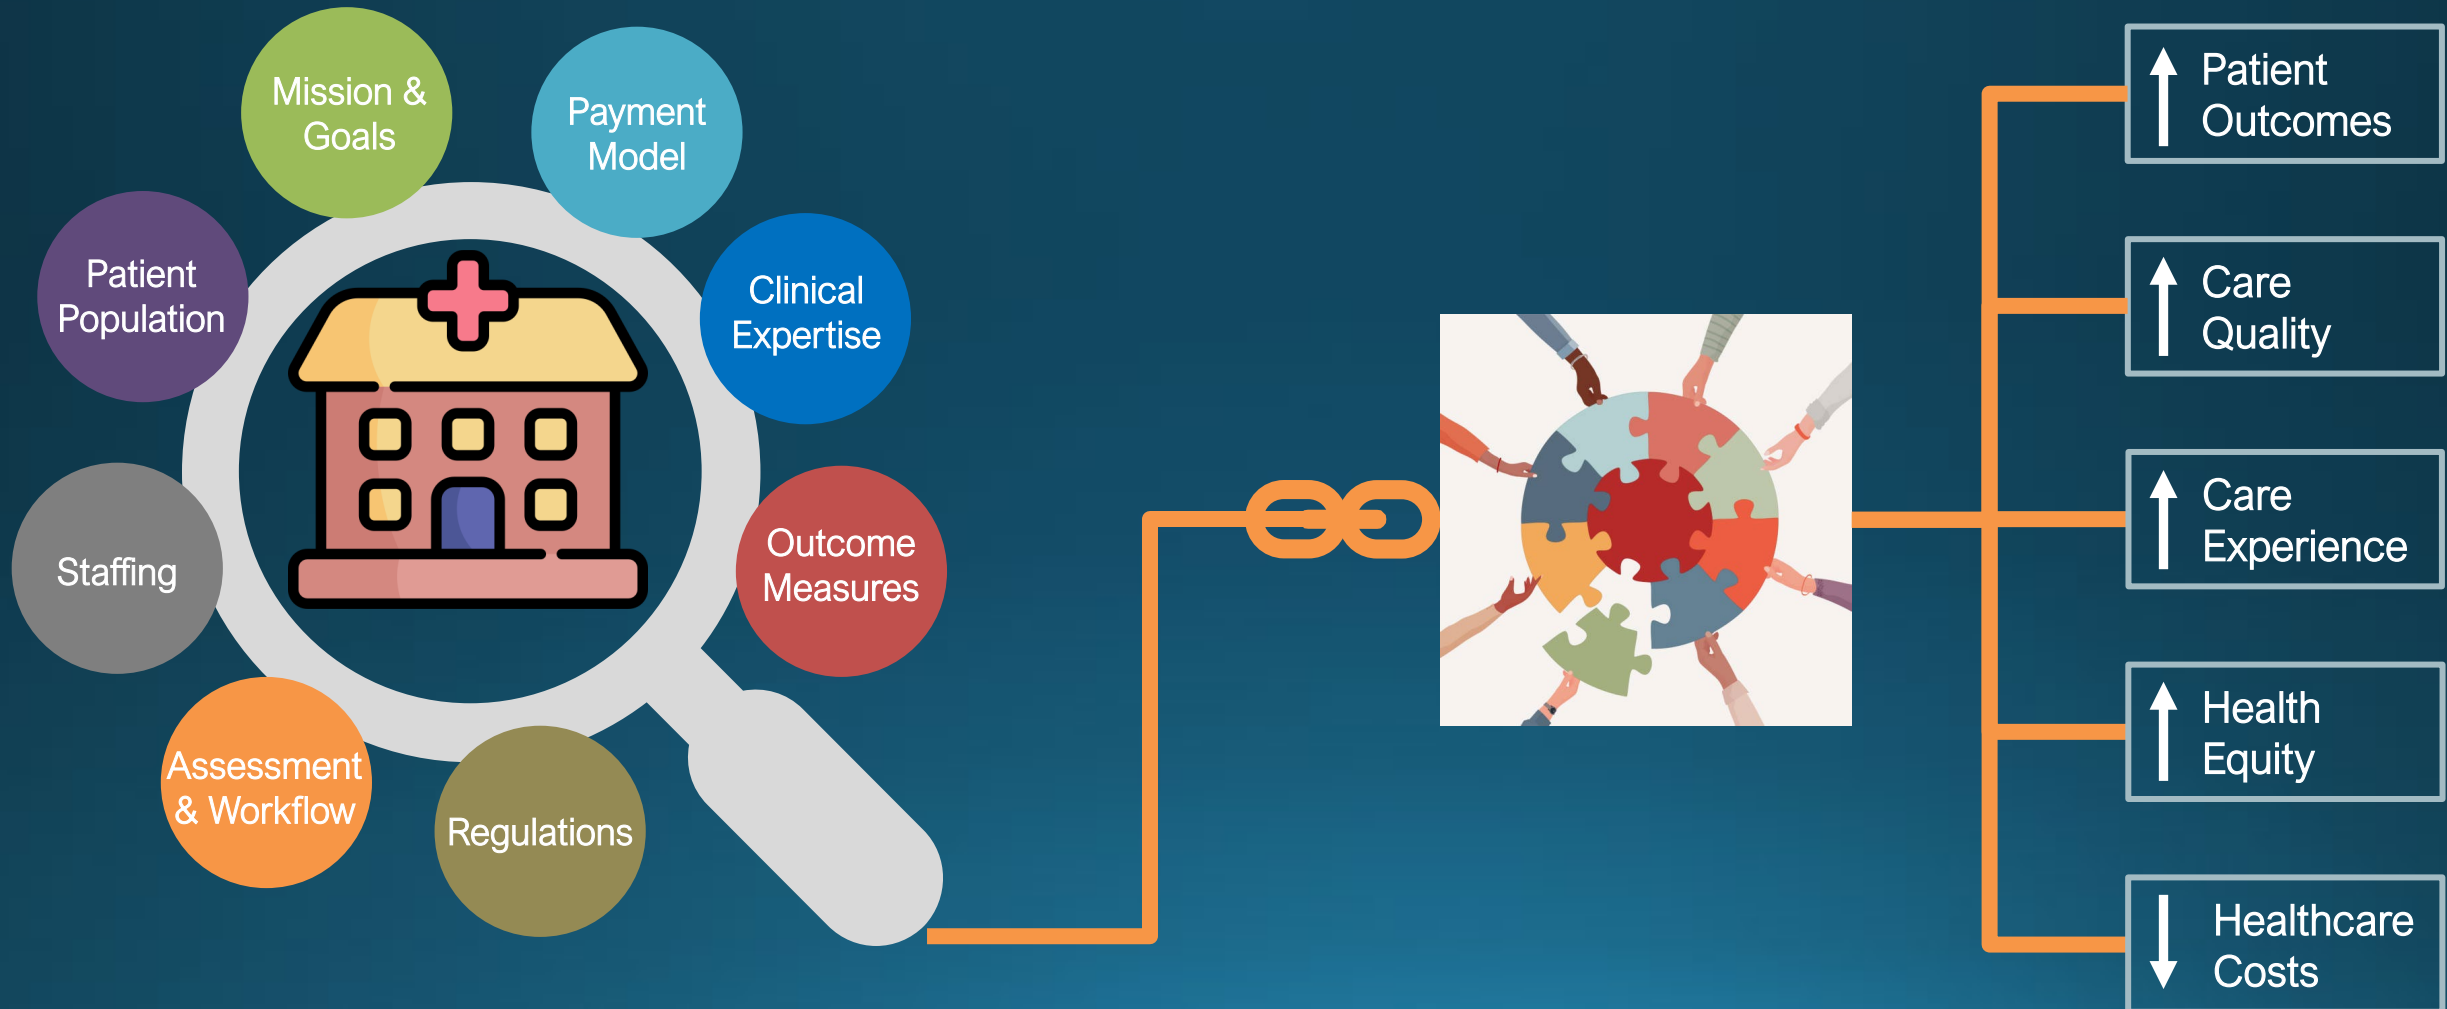 Mission &
Goals
Payment
Model
Patient
Population
Clinical
Expertise
Staffing
Outcome
Measures
Assessment
& Workflow
Regulations
Patient
Outcomes
Care
Quality
Care
Experience
Health
Equity
Healthcare
Costs